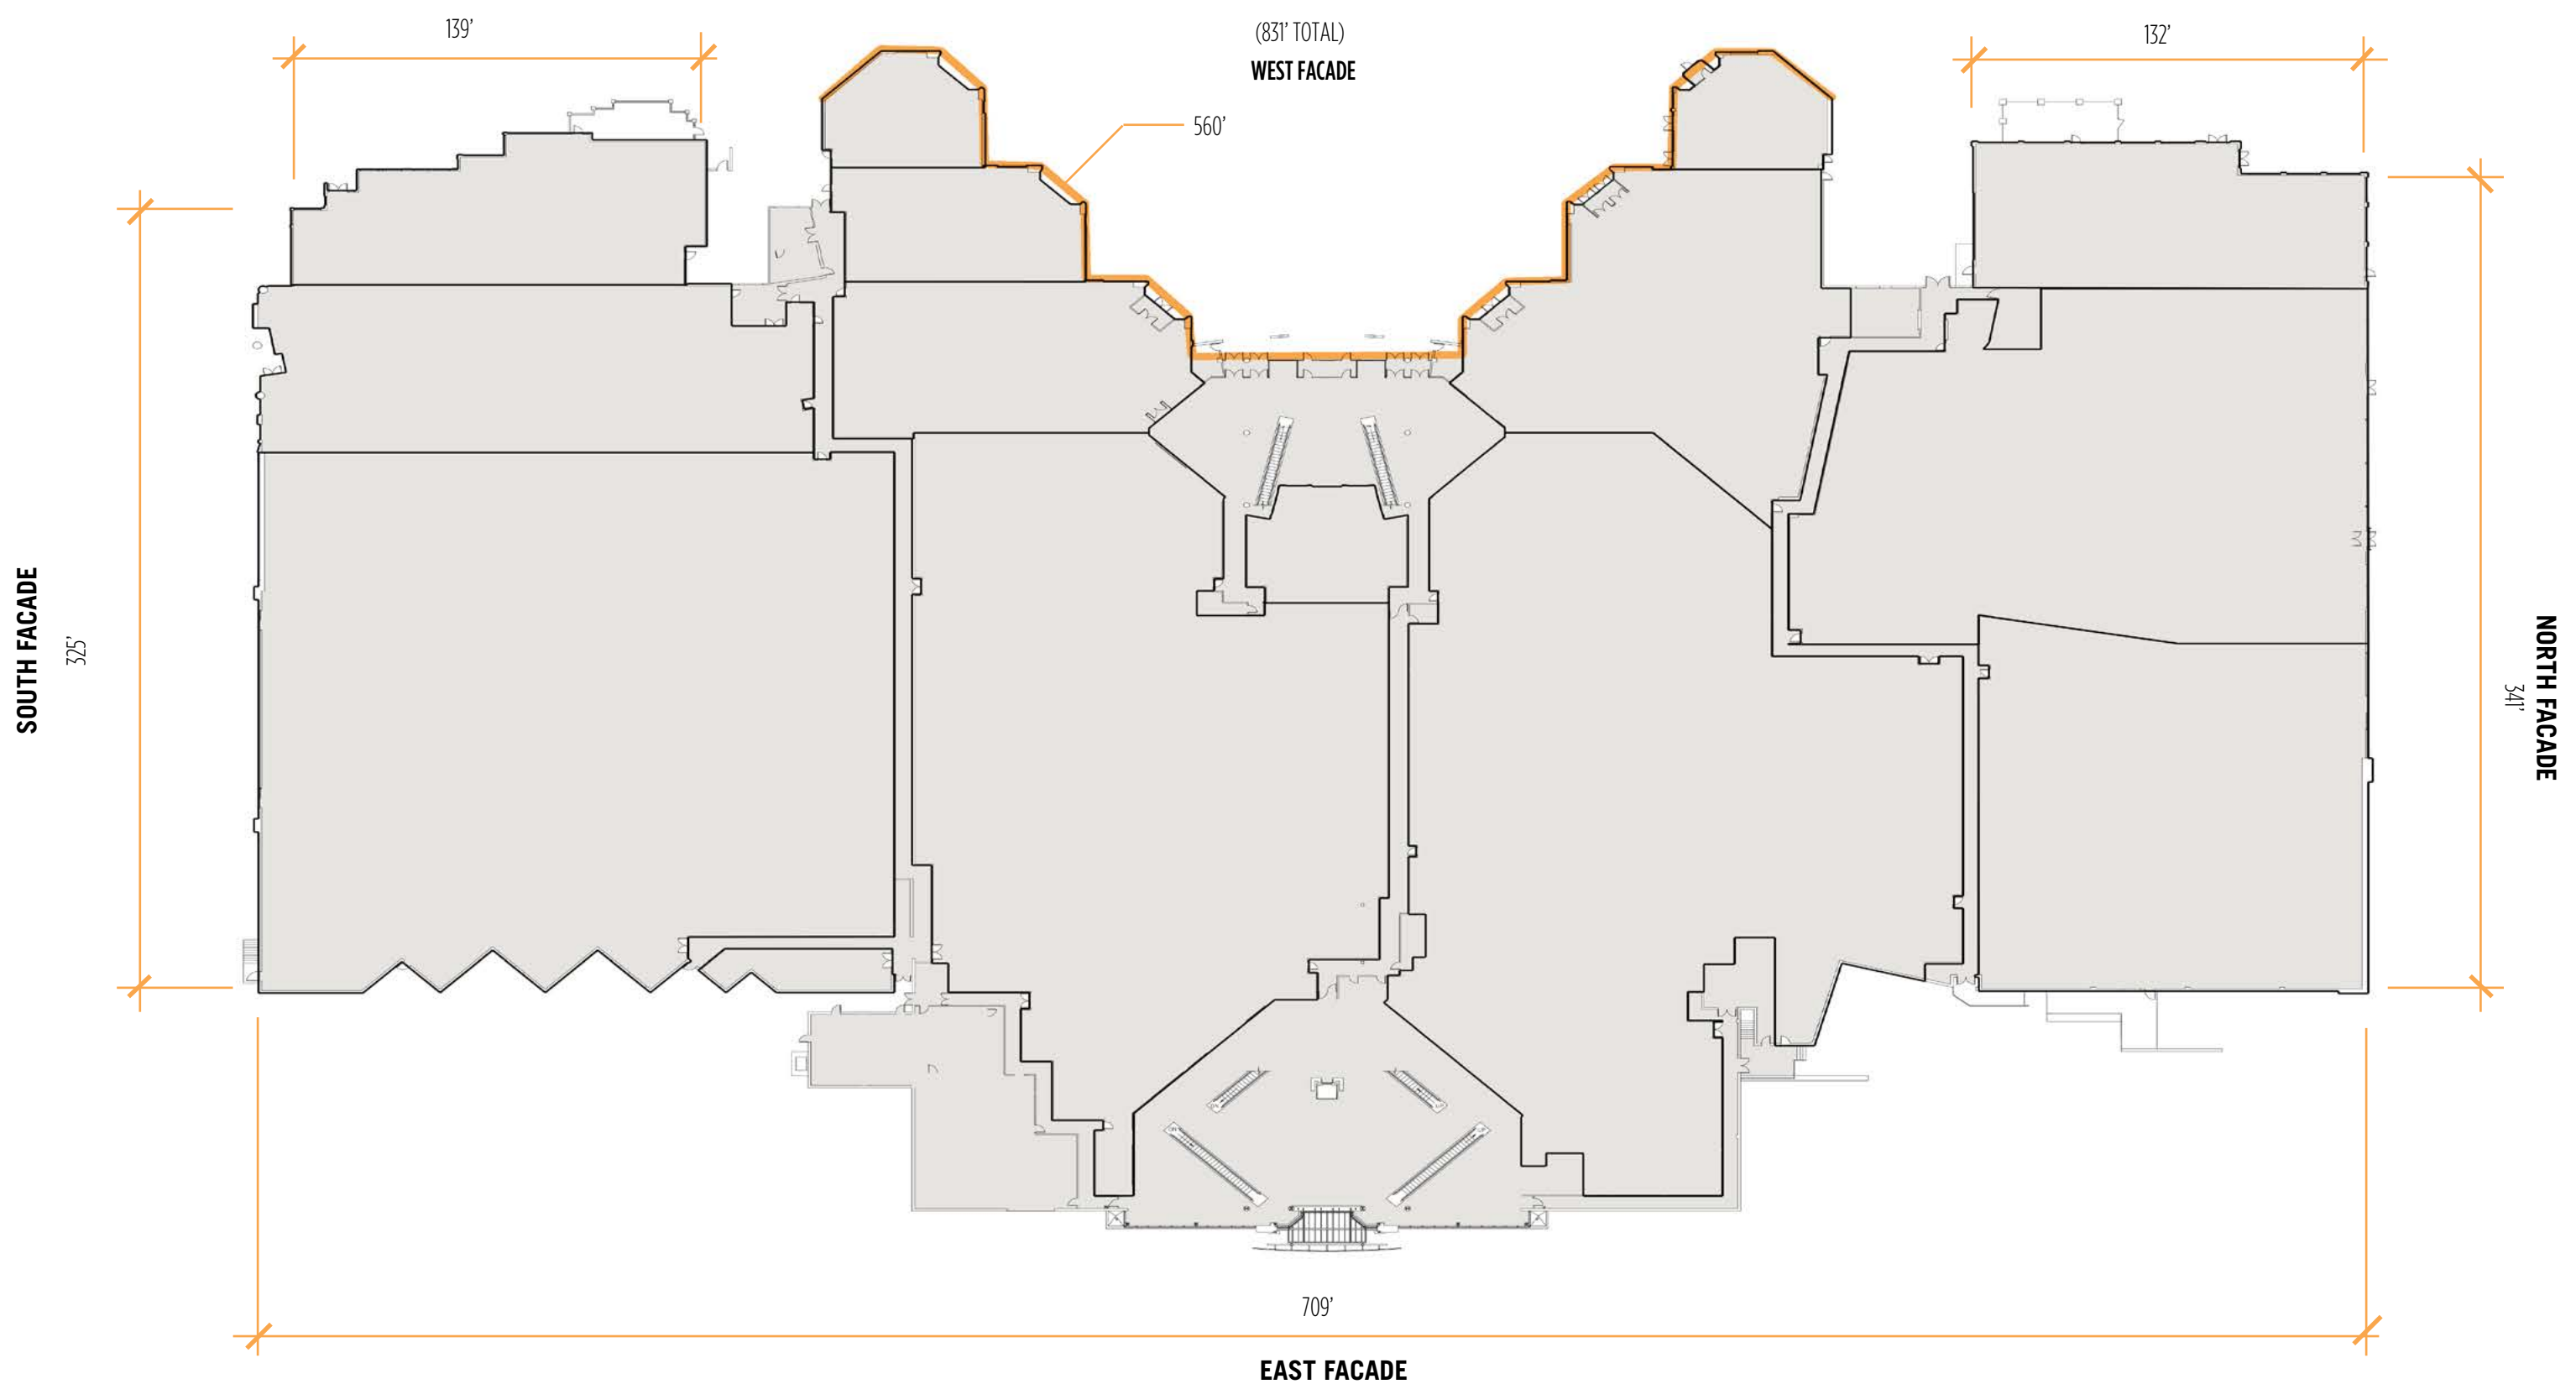 139’
(831’ TOTAL)
WEST FACADE
132’
560’
SOUTH FACADE
325’
NORTH FACADE
341’
709’
EAST FACADE